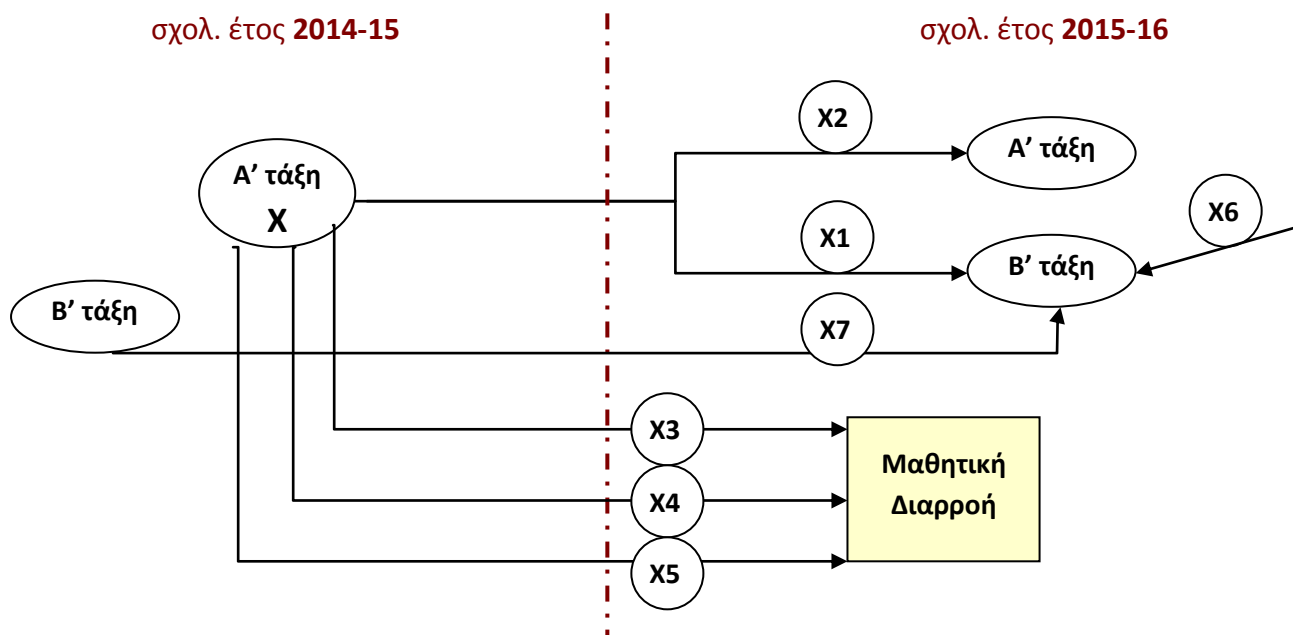 σχολ. έτος 2014-15
σχολ. έτος 2015-16
X2
Α’ τάξη
Α’ τάξη
X
X6
X1
Β’ τάξη
Β’ τάξη
X7
X3
Μαθητική
Διαρροή
X4
X5